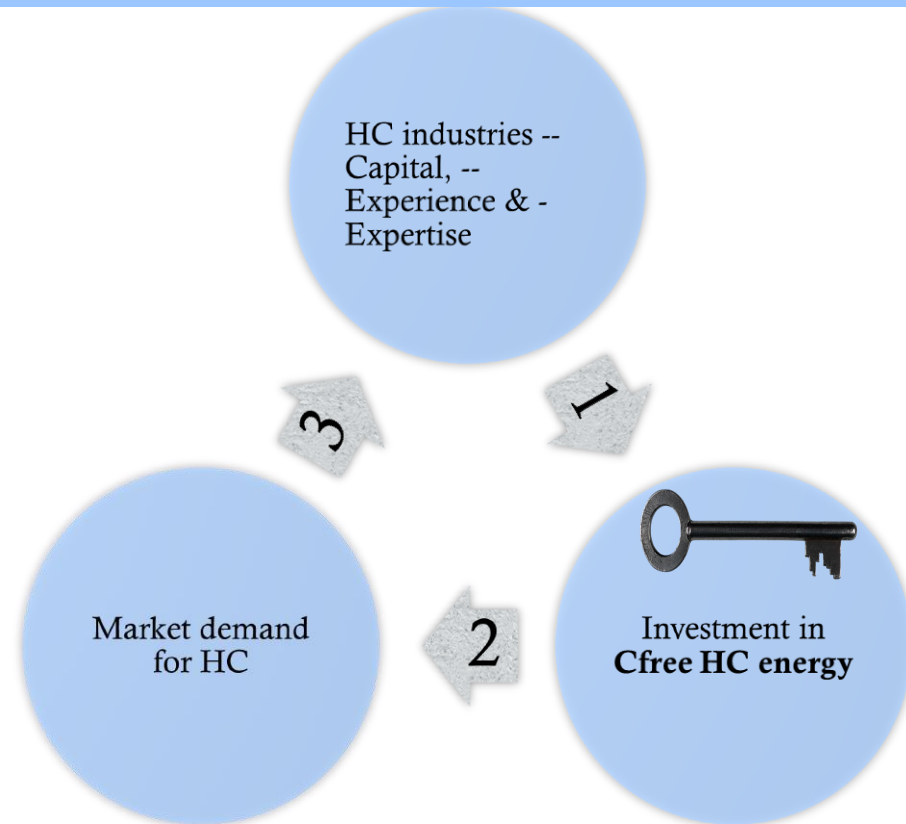 HC industries --
Capital, --
Experience & -
Expertise
1
3
Market demand
for HC
2
Investment in
Cfree HC energy